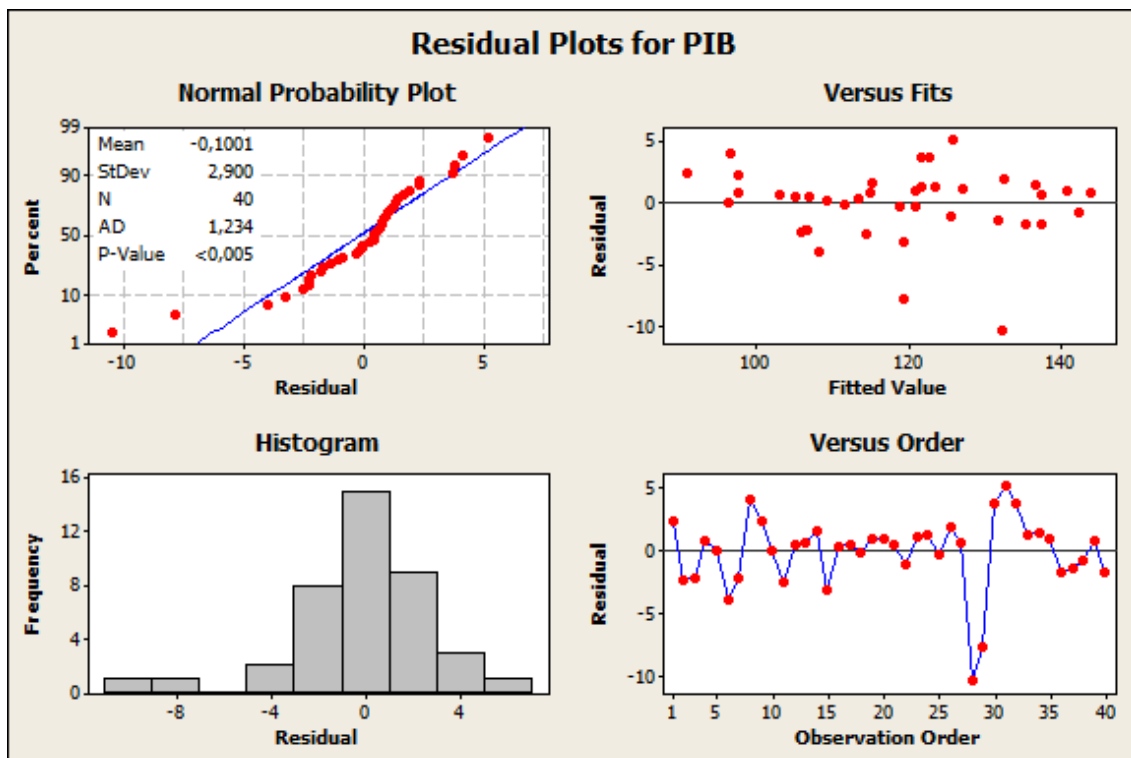 Residual Plots for PIB
Normal Probability Plot
99
90
50
10
1
Percent
Mean -0,1001
StDev 2,900
N 40
AD 1,234
P-Value <0,005
-10 -5 0 5
Residual
Versus Fits
5
0
-5
-10
Residual
100 120 140
Fitted Value
Histogram
16
12
8
4
0
Frequency
-8 -4 0 4
Residual
Versus Order
5
0
-5
-10
Residual
1 5 10 15 20 25 30 35 40
Observation Order